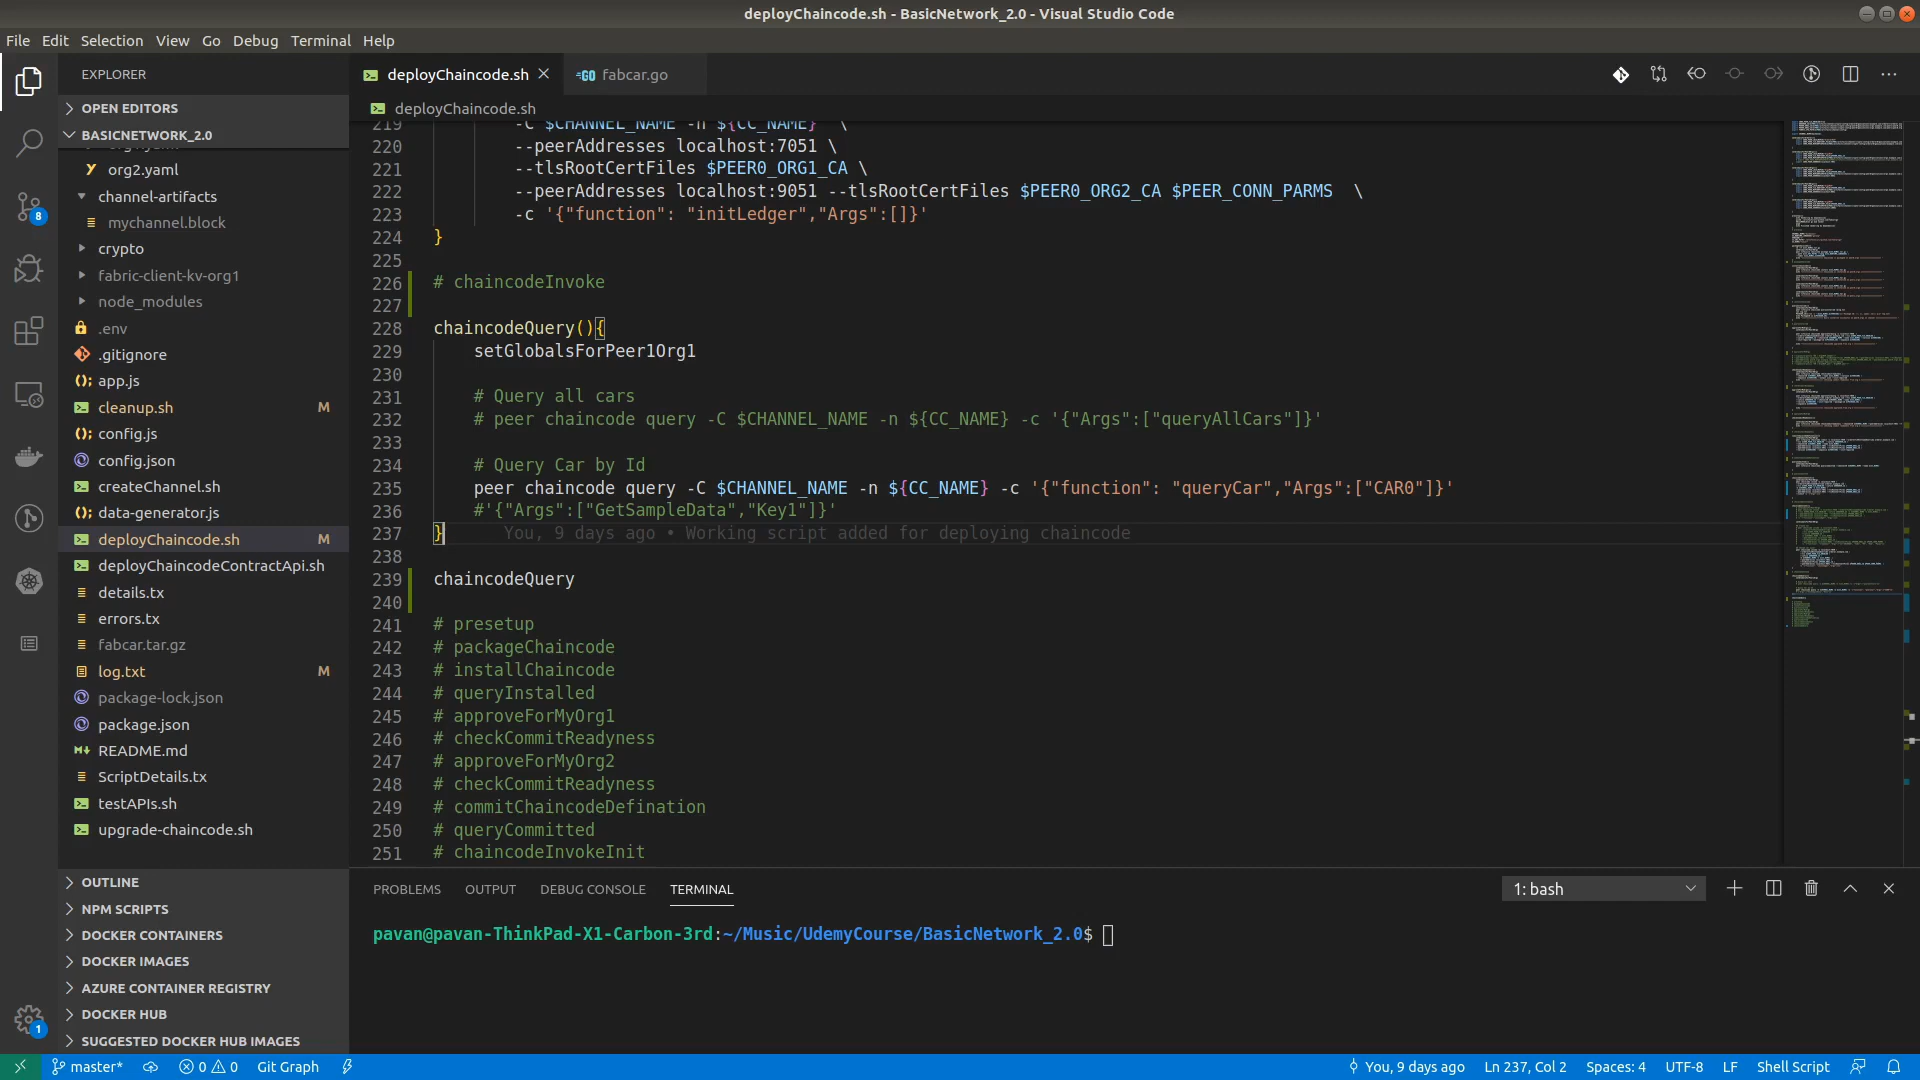 deployChaincode.sh - BasicNetwork_2.0 - Visual Studio Code
File Edit Selection View Go Debug Terminal Help
EXPLORER
OPEN EDITORS
BASICNETWORK_2.0
org2.yaml
channel-artifacts
mychannel.block
crypto
fabric-client-kv-org1
node_modules
.env
.gitignore
app.js
cleanup.sh M
config.js
config.json
createChannel.sh
data-generator.js
deployChaincode.sh M
deployChaincodeContractApi.sh
details.tx
errors.tx
fabcar.tar.gz
log.txt M
package-lock.json
package.json
README.md
ScriptDetails.tx
testAPIs.sh
upgrade-chaincode.sh
OUTLINE
NPM SCRIPTS
DOCKER CONTAINERS
DOCKER IMAGES
AZURE CONTAINER REGISTRY
DOCKER HUB
SUGGESTED DOCKER HUB IMAGES
8
1
deployChaincode.sh GO fabcar.go
deployChaincode.sh
219 -C $CHANNEL_NAME -n ${CC_NAME} \
220 --peerAddresses localhost:7051 \
221 --tlsRootCertFiles $PEER0_ORG1_CA \
222 --peerAddresses localhost:9051 --tlsRootCertFiles $PEER0_ORG2_CA $PEER_CONN_PARMS \
223 -c '{"function": "initLedger","Args":[]}'
224 }
225
226 # chaincodeInvoke
227
228 chaincodeQuery(){
229 setGlobalsForPeer1Org1
230
231 # Query all cars
232 # peer chaincode query -C $CHANNEL_NAME -n ${CC_NAME} -c '{"Args":["queryAllCars"]}'
233
234 # Query Car by Id
235 peer chaincode query -C $CHANNEL_NAME -n ${CC_NAME} -c '{"function": "queryCar","Args":["CAR0"]}'
236 #'{"Args":["GetSampleData","Key1"]}'
237 } You, 9 days ago • Working script added for deploying chaincode
238
239 chaincodeQuery
240
241 # presetup
242 # packageChaincode
243 # installChaincode
244 # queryInstalled
245 # approveForMyOrg1
246 # checkCommitReadyness
247 # approveForMyOrg2
248 # checkCommitReadyness
249 # commitChaincodeDefination
250 # queryCommitted
251 # chaincodeInvokeInit
PROBLEMS OUTPUT DEBUG CONSOLE TERMINAL 1: bash
pavan@pavan-ThinkPad-X1-Carbon-3rd:~/Music/UdemyCourse/BasicNetwork_2.0$
master* 0 0 Git Graph You, 9 days ago Ln 237, Col 2 Spaces: 4 UTF-8 LF Shell Script